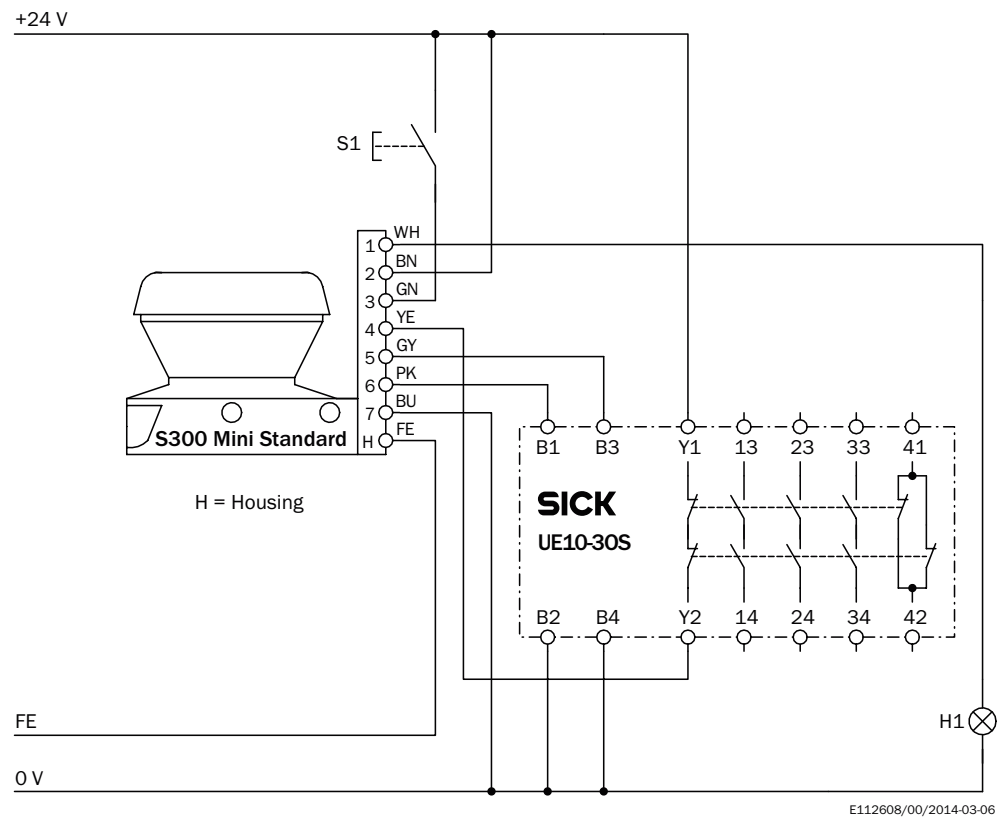 +24 V
S1
1 WH
2 BN
3 GN
4 YE
5 GY
6 PK
7 BU
S300 Mini Standard H FE
H = Housing
B1 B3 Y1 13 23 33 41
SICK
UE10-30S
B2 B4 Y2 14 24 34 42
FE
H1
0 V
E112608/00/2014-03-06